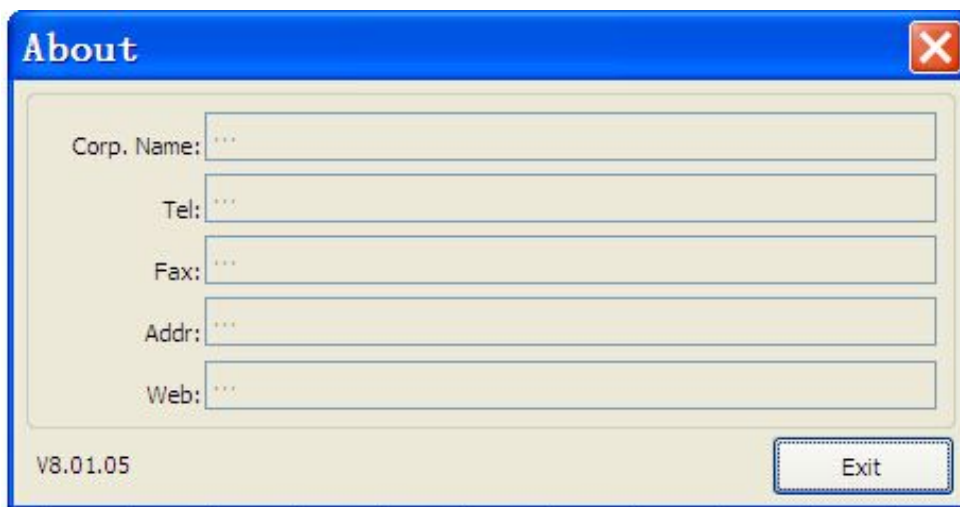 About
Corp. Name: ...
Tel: ...
Fax: ...
Addr: ...
Web: ...
V8.01.05 Exit